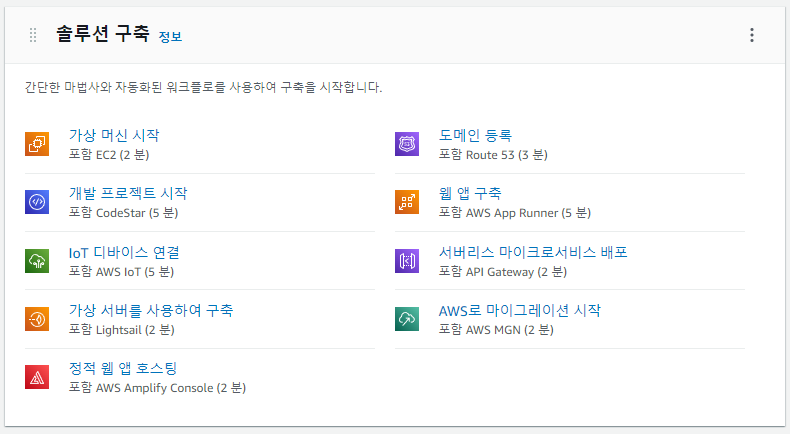 솔루션 구축 정보
간단한 마법사와 자동화된 워크플로를 사용하여 구축을 시작합니다.
가상 머신 시작
포함 EC2 (2 분)
도메인 등록
포함 Route 53 (3 분)
개발 프로젝트 시작
포함 CodeStar (5 분)
웹 앱 구축
포함 AWS App Runner (5 분)
IoT 디바이스 연결
포함 AWS IoT (5 분)
서버리스 마이크로서비스 배포
포함 API Gateway (2 분)
가상 서버를 사용하여 구축
포함 Lightsail (2 분)
AWS로 마이그레이션 시작
포함 AWS MGN (2 분)
정적 웹 앱 호스팅
포함 AWS Amplify Console (2 분)